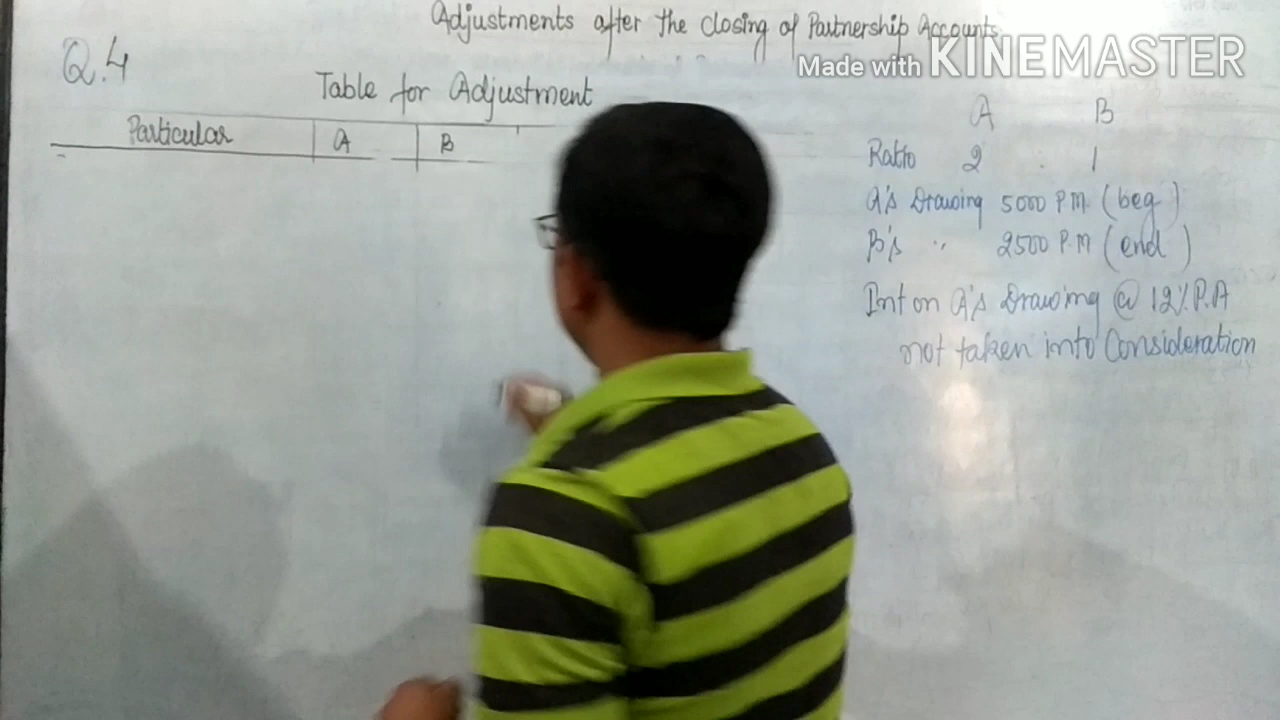 Adjustments after the closing of Partnership Accounts
Made with KINEMASTER
Q.4
Table for Adjustment
Particular A B
A B
Ratio 2 1
A's Drawing 5000 P.M (beg)
B's " 2500 P.M (end)
Int on A's Drawing @ 12% P.A
not taken into Consideration